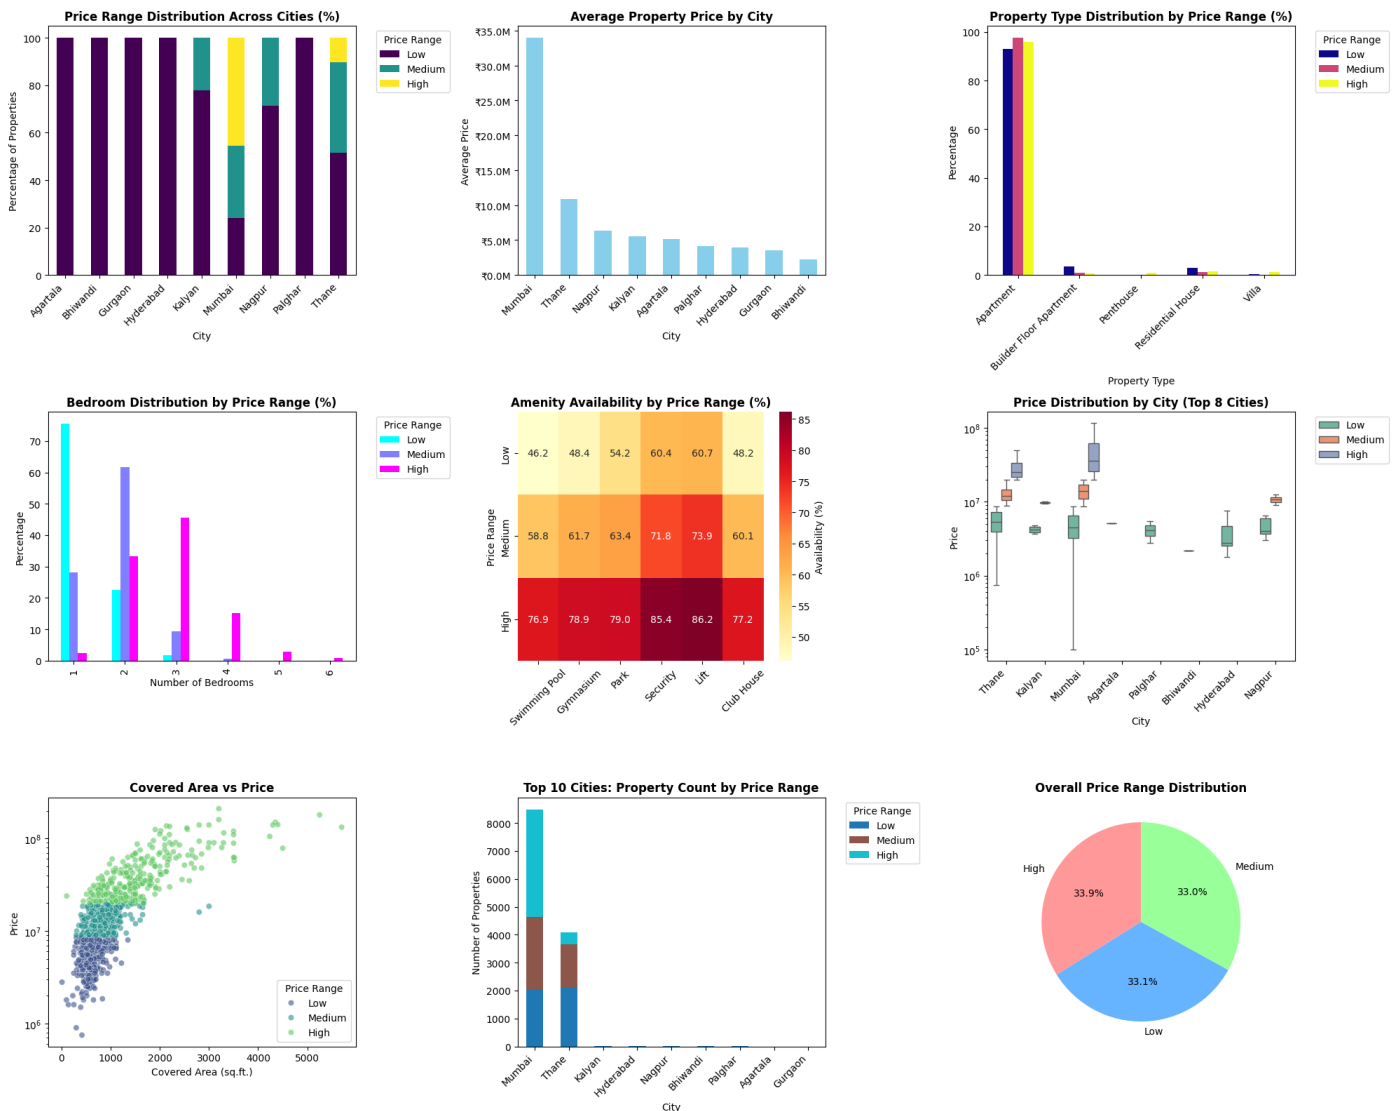 Price Range Distribution Across Cities (%)
Percentage of Properties
100
80
60
40
20
0
Agartala
Bhiwandi
Gurgaon
Hyderabad
Kalyan
Mumbai
Nagpur
Palghar
Thane
City
Price Range
Low
Medium
High
Average Property Price by City
Average Price
₹35.0M
₹30.0M
₹25.0M
₹20.0M
₹15.0M
₹10.0M
₹5.0M
₹0.0M
Mumbai
Thane
Nagpur
Kalyan
Agartala
Palghar
Hyderabad
Gurgaon
Bhiwandi
City
Property Type Distribution by Price Range (%)
Percentage
100
80
60
40
20
0
Apartment
Builder Floor Apartment
Penthouse
Residential House
Villa
Property Type
Price Range
Low
Medium
High
Bedroom Distribution by Price Range (%)
Percentage
70
60
50
40
30
20
10
0
1
2
3
4
5
6
Number of Bedrooms
Price Range
Low
Medium
High
Amenity Availability by Price Range (%)
Price Range
Low
Medium
High
46.2 48.4 54.2 60.4 60.7 48.2
58.8 61.7 63.4 71.8 73.9 60.1
76.9 78.9 79.0 85.4 86.2 77.2
Swimming Pool
Gymnasium
Park
Security
Lift
Club House
85
80
75
70
65
60
55
50
Availability (%)
Price Distribution by City (Top 8 Cities)
Price
10⁸
10⁷
10⁶
10⁵
Thane
Kalyan
Mumbai
Agartala
Palghar
Bhiwandi
Hyderabad
Nagpur
City
Low
Medium
High
Covered Area vs Price
Price
10⁸
10⁷
10⁶
0
1000
2000
3000
4000
5000
Covered Area (sq.ft.)
Price Range
Low
Medium
High
Top 10 Cities: Property Count by Price Range
Number of Properties
8000
7000
6000
5000
4000
3000
2000
1000
0
Mumbai
Thane
Kalyan
Hyderabad
Nagpur
Bhiwandi
Palghar
Agartala
Gurgaon
City
Price Range
Low
Medium
High
Overall Price Range Distribution
High
33.9%
Medium
33.0%
33.1%
Low